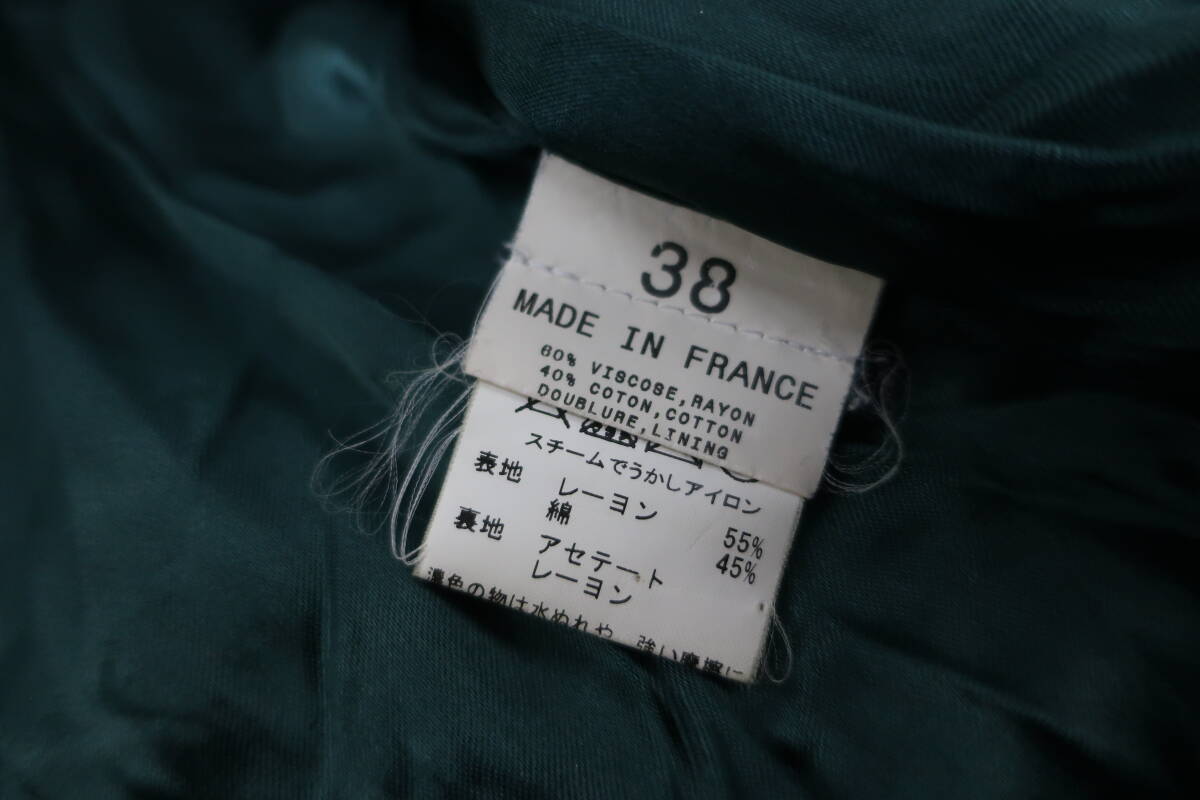 38
MADE IN FRANCE
60% VISCOSE,RAYON
40% COTON,COTTON
DOUBLURE,LINING
スチームでうかしアイロン
表地 レーヨン 55%
綿 45%
裏地 アセテート
レーヨン
濃色の物は水ぬれや、強い摩擦に